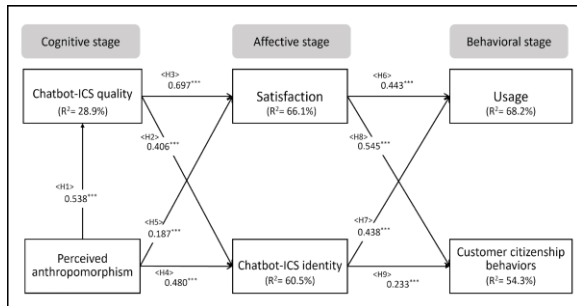 Cognitive stage
Affective stage
Behavioral stage
<H3>
0.697***
<H6>
0.443***
Chatbot-ICS quality
(R²= 28.9%)
Satisfaction
(R²= 66.1%)
Usage
(R²= 68.2%)
<H2>
0.406***
<H8>
0.545***
<H1>
0.538***
<H5>
0.187***
<H7>
0.438***
Perceived
anthropomorphism
<H4>
0.480***
Chatbot-ICS identity
(R²= 60.5%)
<H9>
0.233***
Customer citizenship
behaviors
(R²= 54.3%)